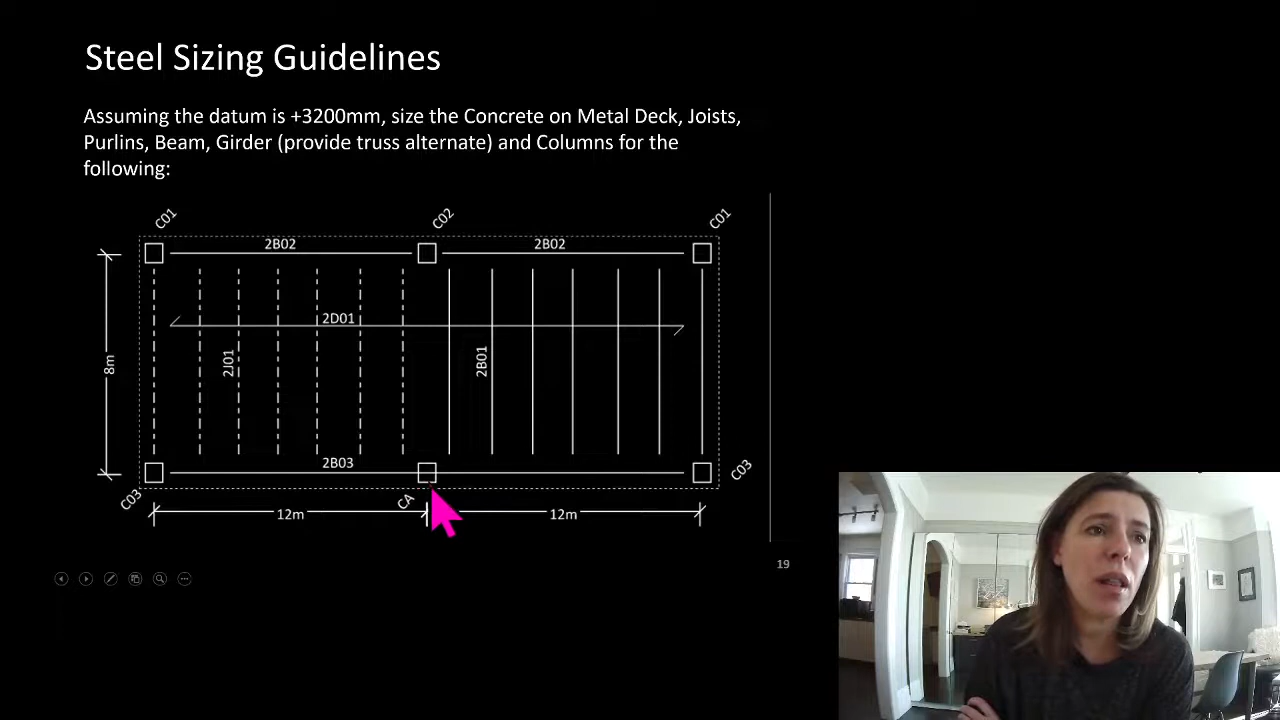 Steel Sizing Guidelines
Assuming the datum is +3200mm, size the Concrete on Metal Deck, Joists,
Purlins, Beam, Girder (provide truss alternate) and Columns for the
following:
C01
C02
C01
2B02
2B02
2D01
8m
2J01
2B01
2B03
C03
CA
C03
12m
12m
19